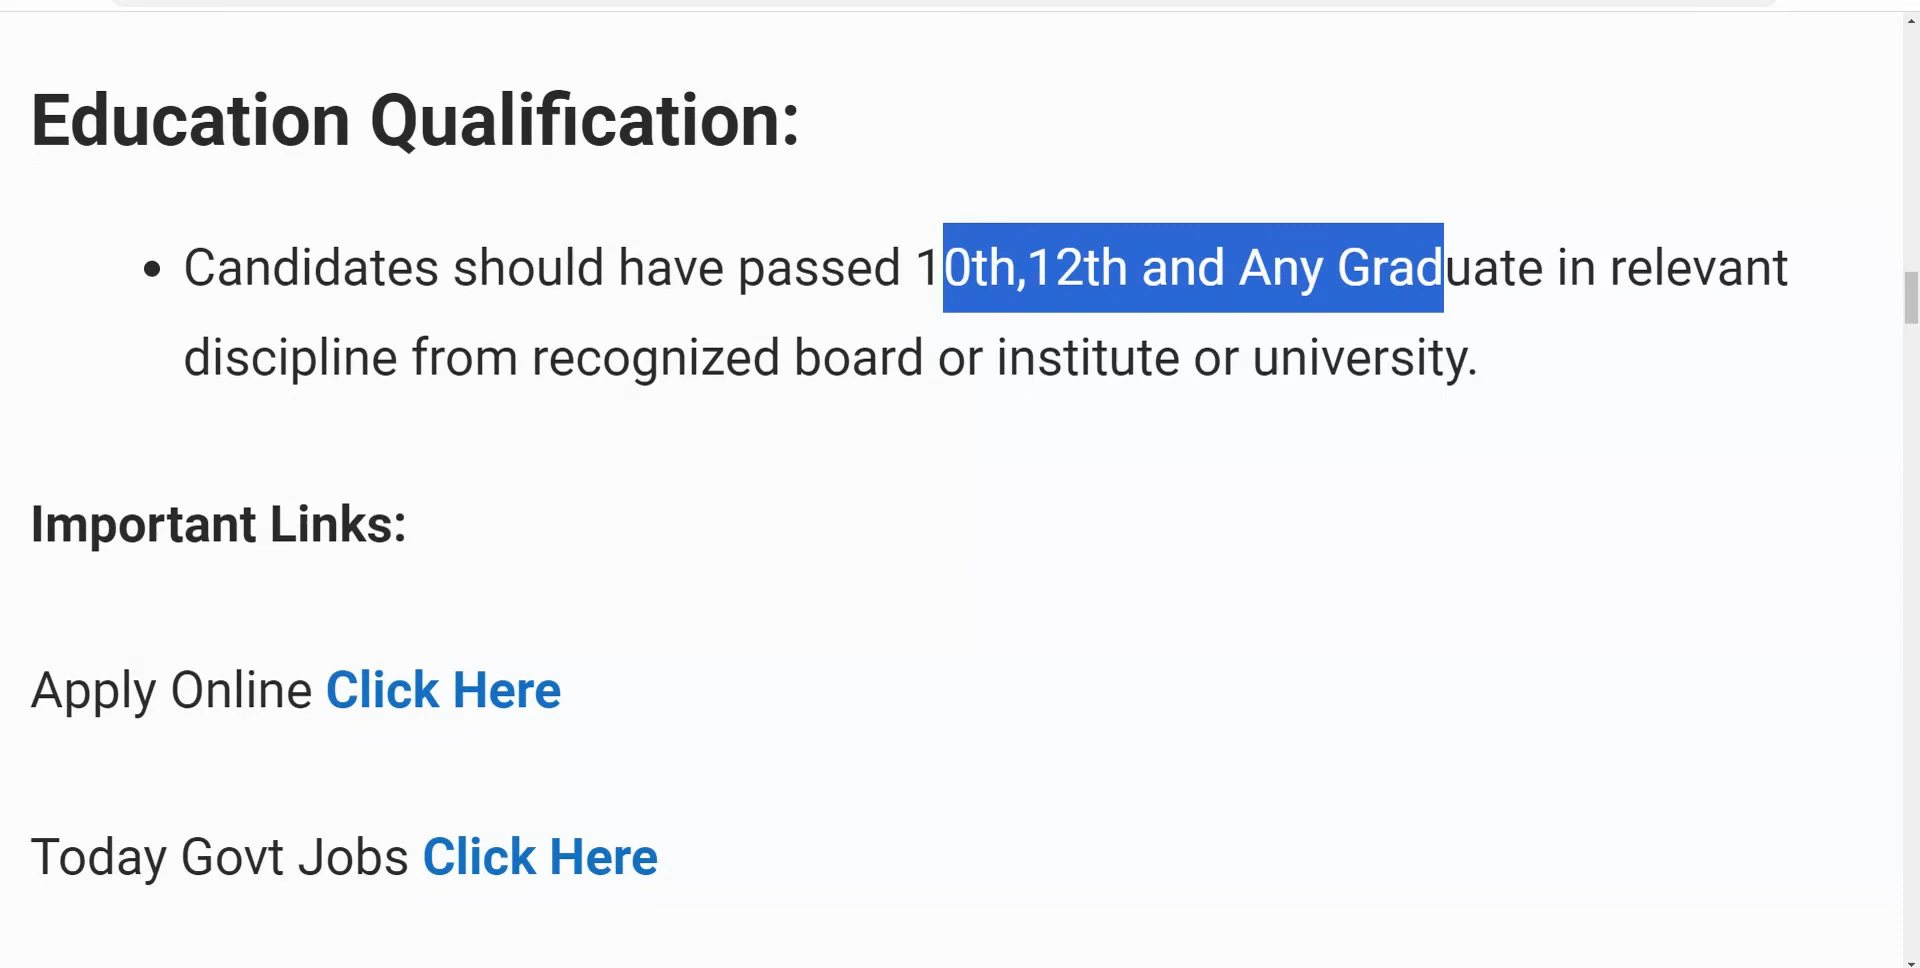 Education Qualification:
• Candidates should have passed 10th,12th and Any Graduate in relevant
discipline from recognized board or institute or university.
Important Links:
Apply Online Click Here
Today Govt Jobs Click Here